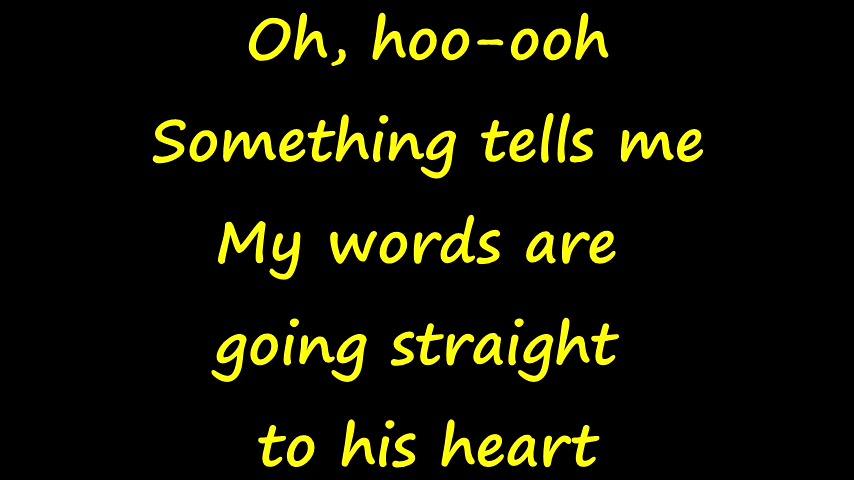 Oh, hoo-ooh
Something tells me
My words are
going straight
to his heart